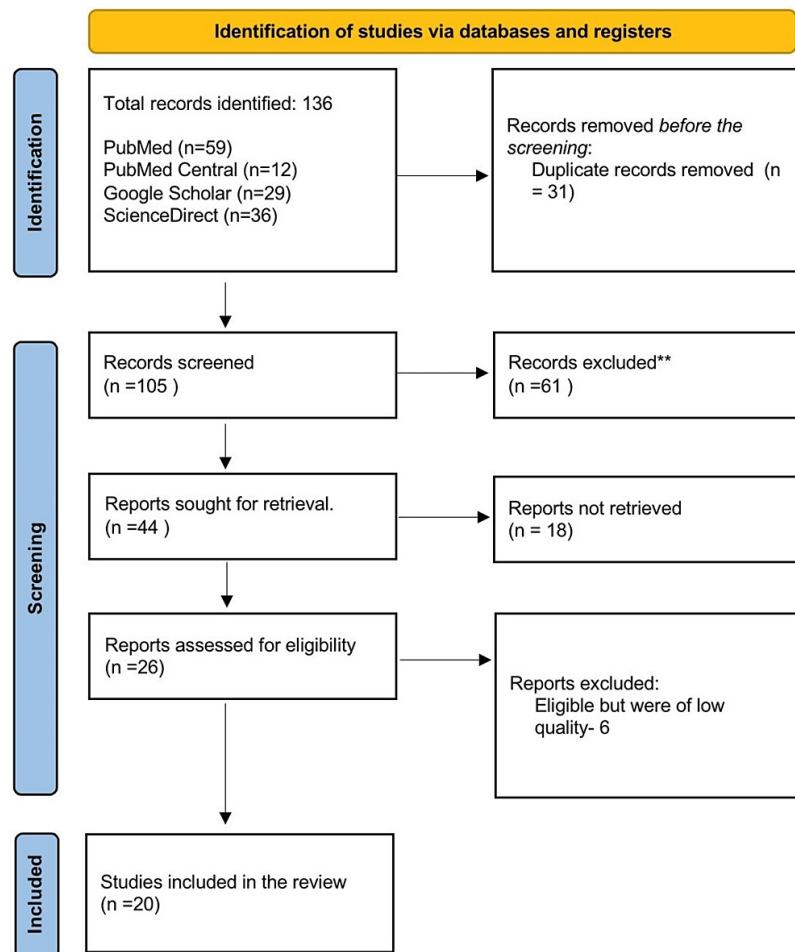 Identification of studies via databases and registers
Identification
Total records identified: 136
PubMed (n=59)
PubMed Central (n=12)
Google Scholar (n=29)
ScienceDirect (n=36)
Records removed before the
screening:
Duplicate records removed (n
= 31)
Screening
Records screened
(n =105 )
Records excluded**
(n =61 )
Reports sought for retrieval.
(n =44 )
Reports not retrieved
(n = 18)
Reports assessed for eligibility
(n =26)
Reports excluded:
Eligible but were of low
quality- 6
Included
Studies included in the review
(n =20)